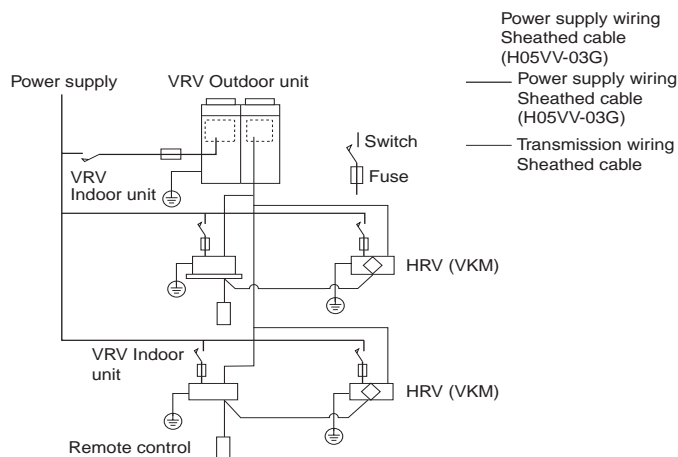 Power supply wiring
Sheathed cable
(H05VV-03G)
Power supply
VRV Outdoor unit
Power supply wiring
Sheathed cable
(H05VV-03G)
Switch
Transmission wiring
Sheathed cable
VRV
Indoor unit
Fuse
HRV (VKM)
VRV Indoor
unit
HRV (VKM)
Remote control